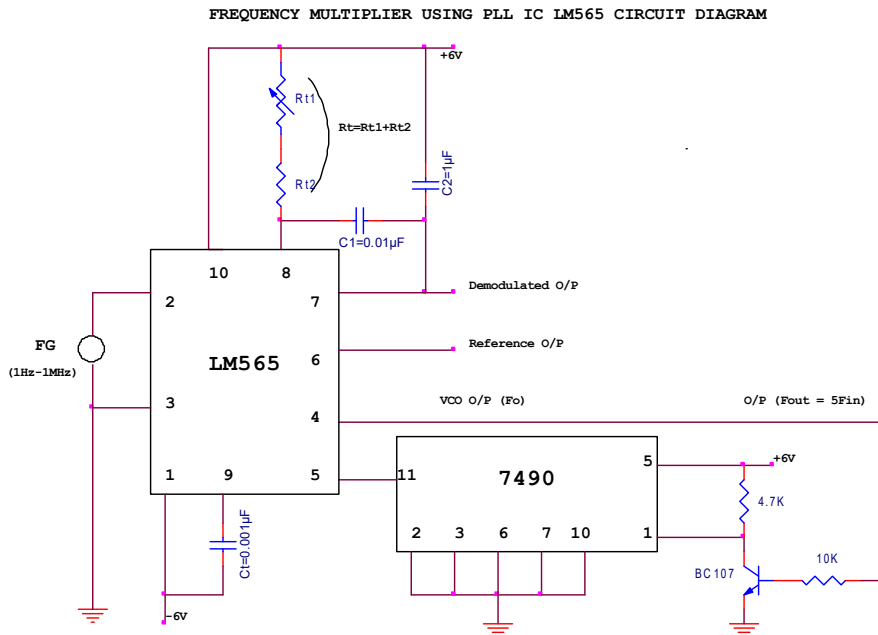 FREQUENCY MULTIPLIER USING PLL IC LM565 CIRCUIT DIAGRAM
+6V
Rt1
Rt=Rt1+Rt2
Rt2
C2=1µF
C1=0.01µF
10
8
2
7
Demodulated O/P
FG
(1Hz-1MHz)
LM565
6
Reference O/P
3
4
VCO O/P (Fo)
O/P (Fout = 5Fin)
1
9
5
11
7490
5
+6V
4.7K
2
3
6
7
10
1
Ct=0.001µF
BC107
10K
-6V